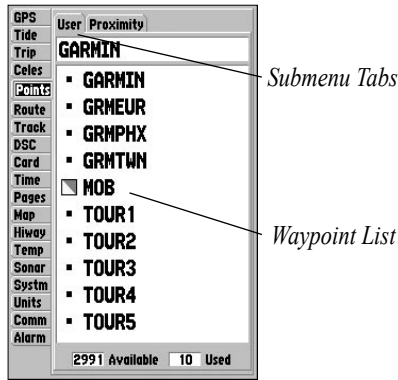 GPS
Tide
Trip
Celes
Points
Route
Track
DSC
Card
Time
Pages
Map
Hiway
Temp
Sonar
Systm
Units
Comm
Alarm
User Proximity
GARMIN
GARMIN
GRMEUR
GRMPHX
GRMTWN
MOB
TOUR1
TOUR2
TOUR3
TOUR4
TOUR5
2991 Available 10 Used
Submenu Tabs
Waypoint List